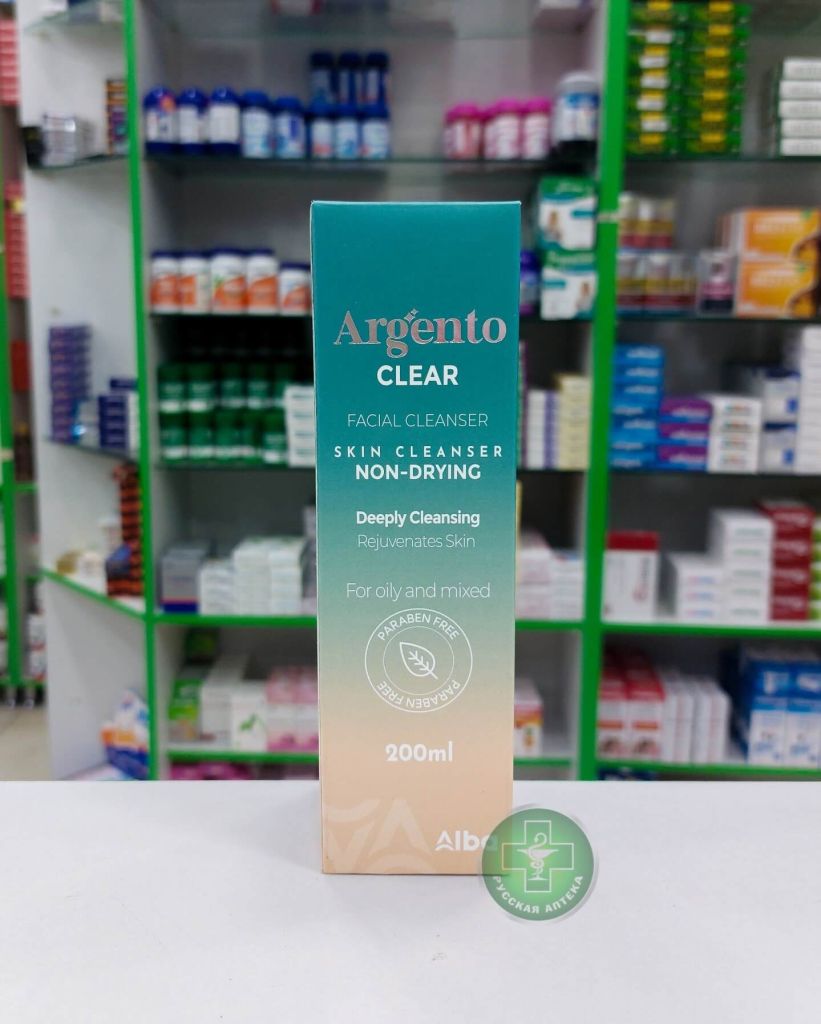 Argento
CLEAR
FACIAL CLEANSER
SKIN CLEANSER
NON-DRYING
Deeply Cleansing
Rejuvenates Skin
For oily and mixed
PARABEN FREE
PARABEN FREE
200ml
Alba
РУССКАЯ АПТЕКА